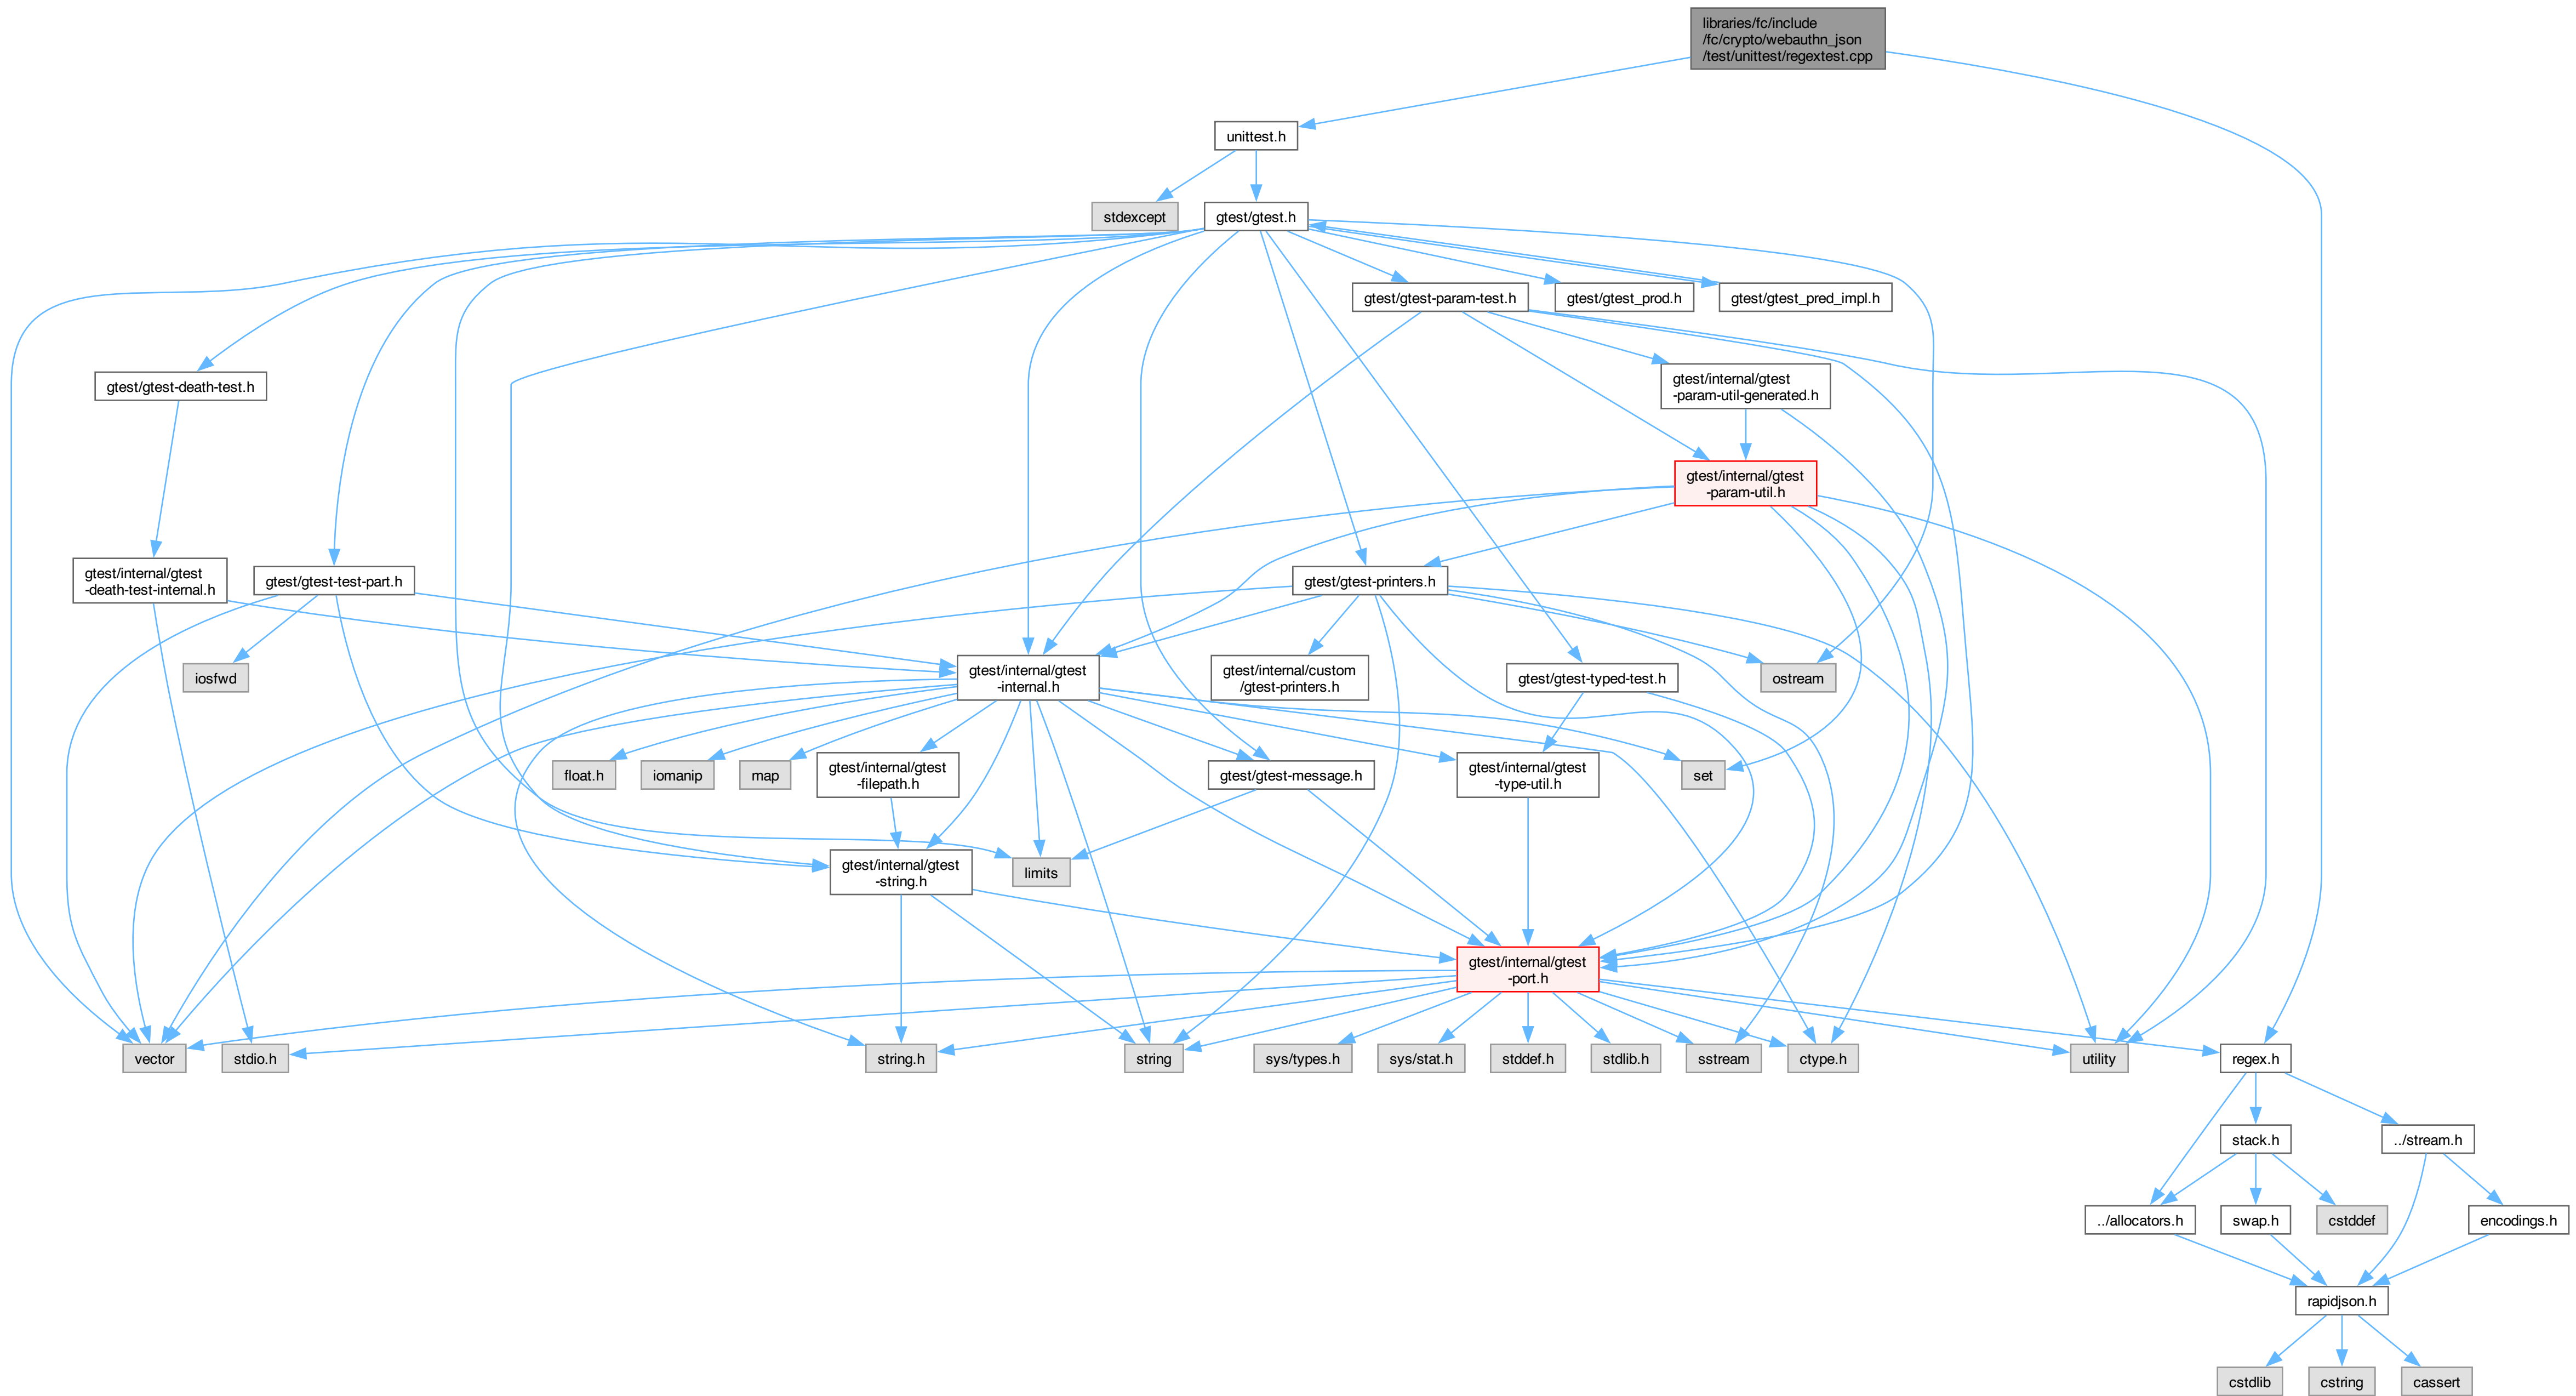 libraries/fc/include
/fc/crypto/webauthn_json
/test/unittest/regextest.cpp
unittest.h
stdexcept
gtest/gtest.h
gtest/gtest-param-test.h
gtest/gtest_prod.h
gtest/gtest_pred_impl.h
gtest/gtest-death-test.h
gtest/internal/gtest
-param-util-generated.h
gtest/internal/gtest
-param-util.h
gtest/internal/gtest
-death-test-internal.h
gtest/gtest-test-part.h
gtest/gtest-printers.h
iosfwd
gtest/internal/gtest
-internal.h
gtest/internal/custom
/gtest-printers.h
gtest/gtest-typed-test.h
ostream
float.h
iomanip
map
gtest/internal/gtest
-filepath.h
gtest/gtest-message.h
gtest/internal/gtest
-type-util.h
set
gtest/internal/gtest
-string.h
limits
gtest/internal/gtest
-port.h
vector
stdio.h
string.h
string
sys/types.h
sys/stat.h
stddef.h
stdlib.h
sstream
ctype.h
utility
regex.h
stack.h
../stream.h
../allocators.h
swap.h
cstddef
encodings.h
rapidjson.h
cstdlib
cstring
cassert